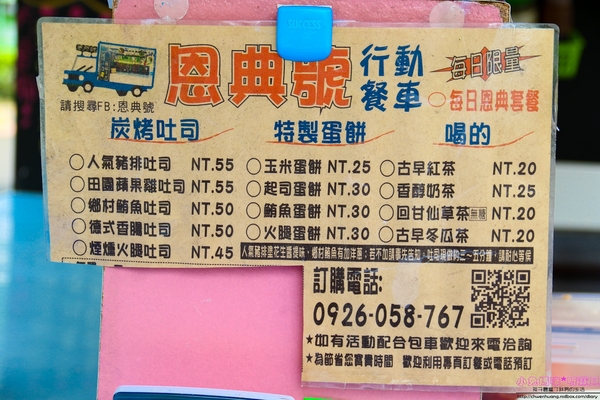 SUCCESS
恩典號
行動
餐車
每日限量
○每日恩典套餐
請搜尋FB:恩典號
炭烤吐司
○人氣豬排吐司 NT.55
○田園蘋果雞吐司 NT.55
○鄉村鮪魚吐司 NT.50
○德式香腸吐司 NT.50
○煙燻火腿吐司 NT.45
特製蛋餅
○玉米蛋餅 NT.25
○起司蛋餅 NT.30
○鮪魚蛋餅 NT.30
○火腿蛋餅 NT.30
喝的
○古早紅茶 NT.20
○香醇奶茶 NT.25
○回甘仙草茶 無糖 NT.20
○古早冬瓜茶 NT.20
訂購電話:
0926-058-767
★如有活動配合包車歡迎來電洽詢
★為節省您寶貴時間 歡迎利用專頁訂餐或電話預訂
http://chuenhuang.nidbox.com/diary